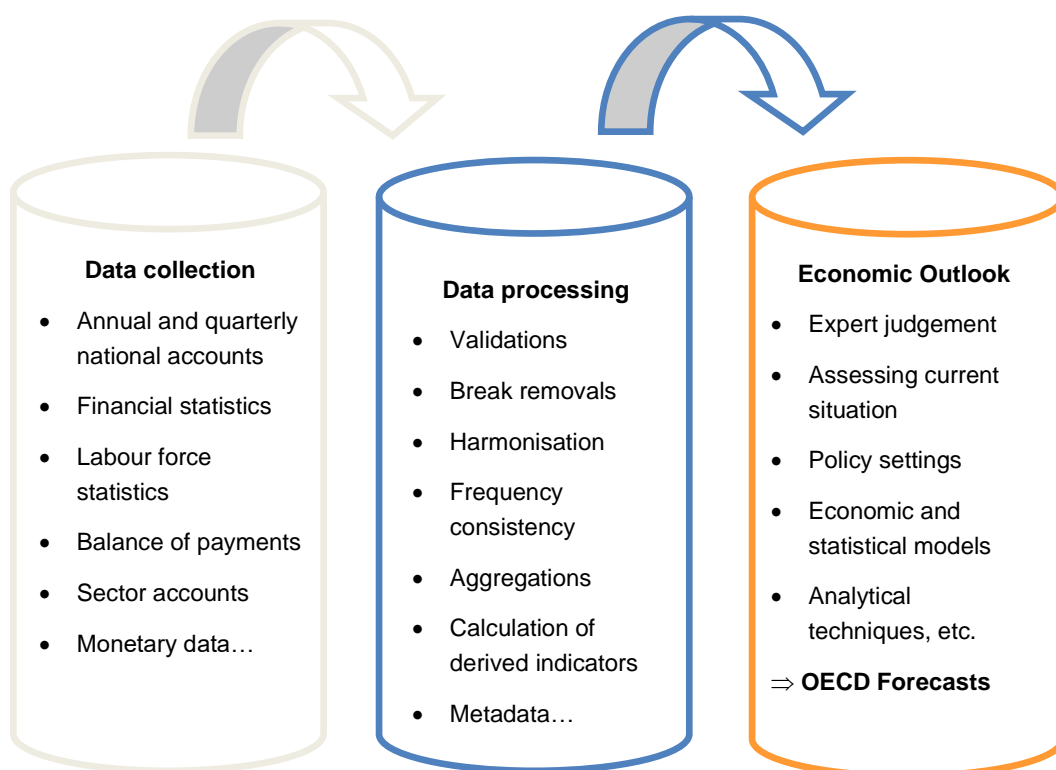 Data collection
• Annual and quarterly
national accounts
• Financial statistics
• Labour force
statistics
• Balance of payments
• Sector accounts
• Monetary data…
Data processing
• Validations
• Break removals
• Harmonisation
• Frequency
consistency
• Aggregations
• Calculation of
derived indicators
• Metadata…
Economic Outlook
• Expert judgement
• Assessing current
situation
• Policy settings
• Economic and
statistical models
• Analytical
techniques, etc.
⇒ OECD Forecasts